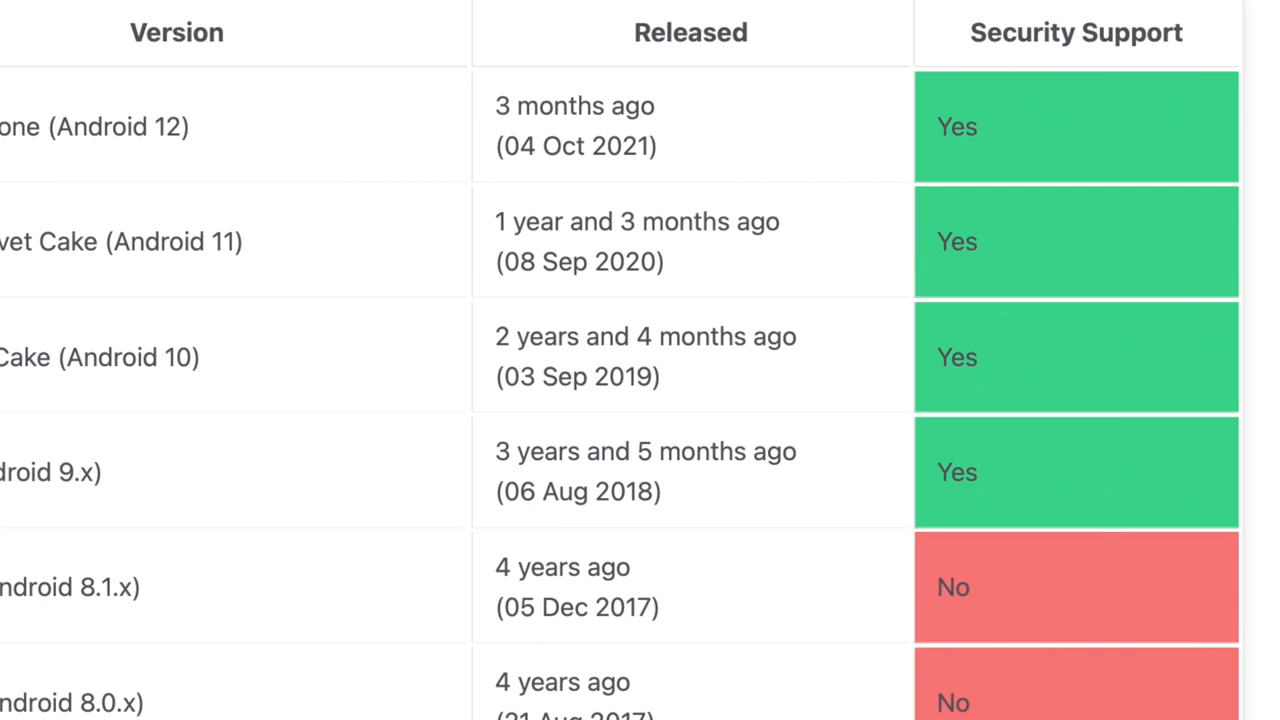 Version Released Security Support
one (Android 12) 3 months ago Yes
(04 Oct 2021)
vet Cake (Android 11) 1 year and 3 months ago Yes
(08 Sep 2020)
Cake (Android 10) 2 years and 4 months ago Yes
(03 Sep 2019)
droid 9.x) 3 years and 5 months ago Yes
(06 Aug 2018)
ndroid 8.1.x) 4 years ago No
(05 Dec 2017)
ndroid 8.0.x) 4 years ago No
(21 Aug 2017)